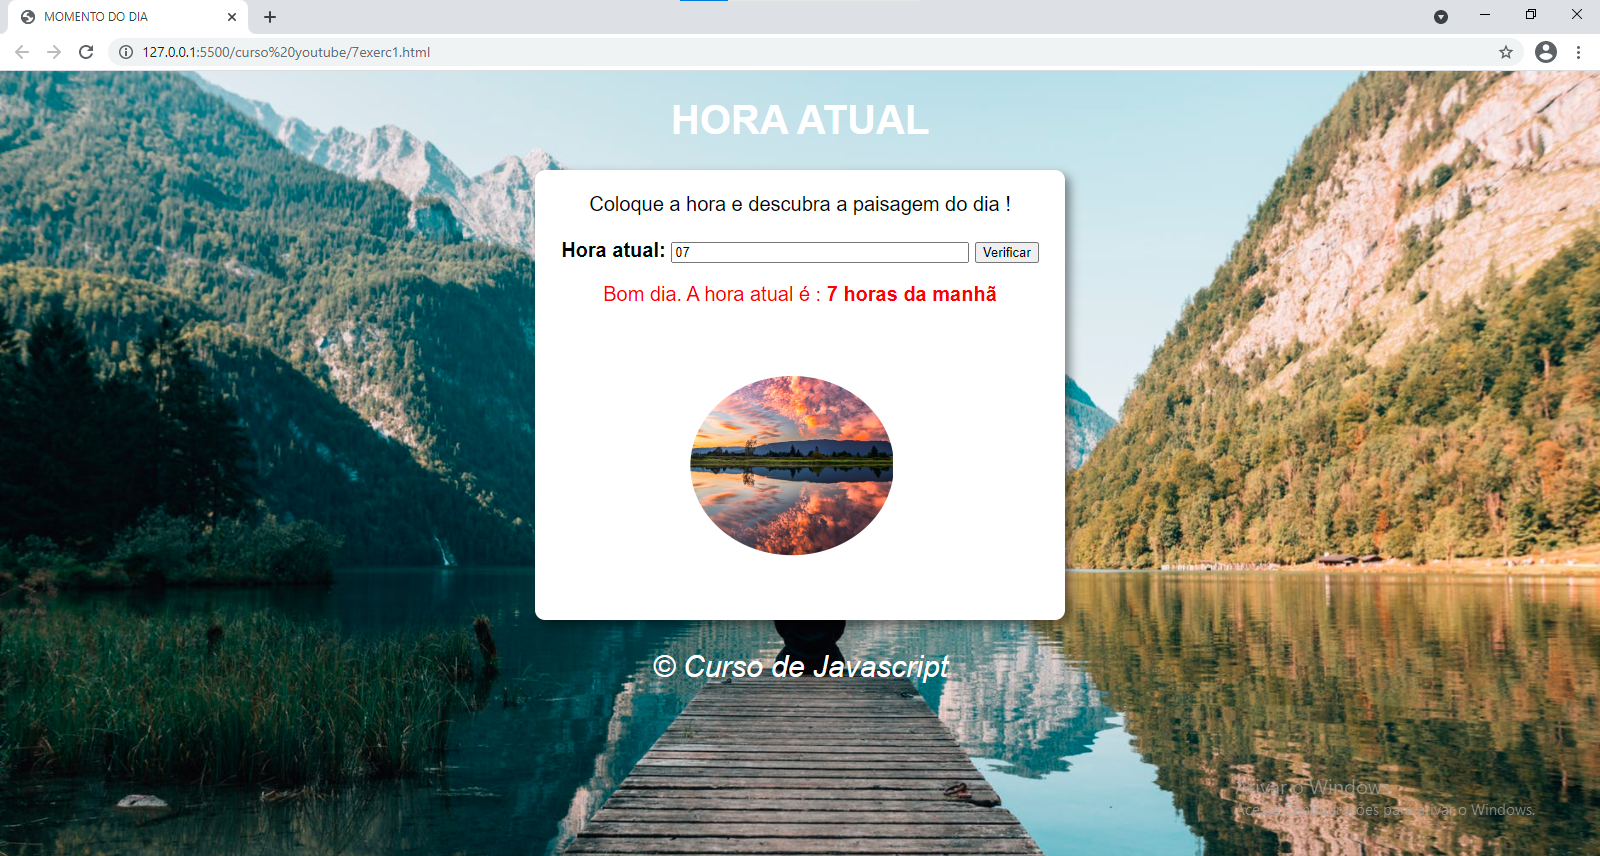 MOMENTO DO DIA
127.0.0.1:5500/curso%20youtube/7exerc1.html
HORA ATUAL
Coloque a hora e descubra a paisagem do dia !
Hora atual: 07 Verificar
Bom dia. A hora atual é : 7 horas da manhã
© Curso de Javascript
Ativar o Windows
para ativar o Windows.